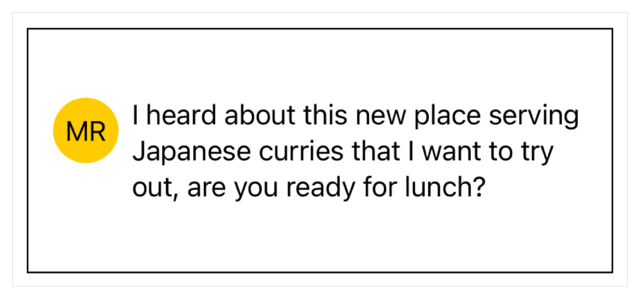 MR
I heard about this new place serving
Japanese curries that I want to try
out, are you ready for lunch?